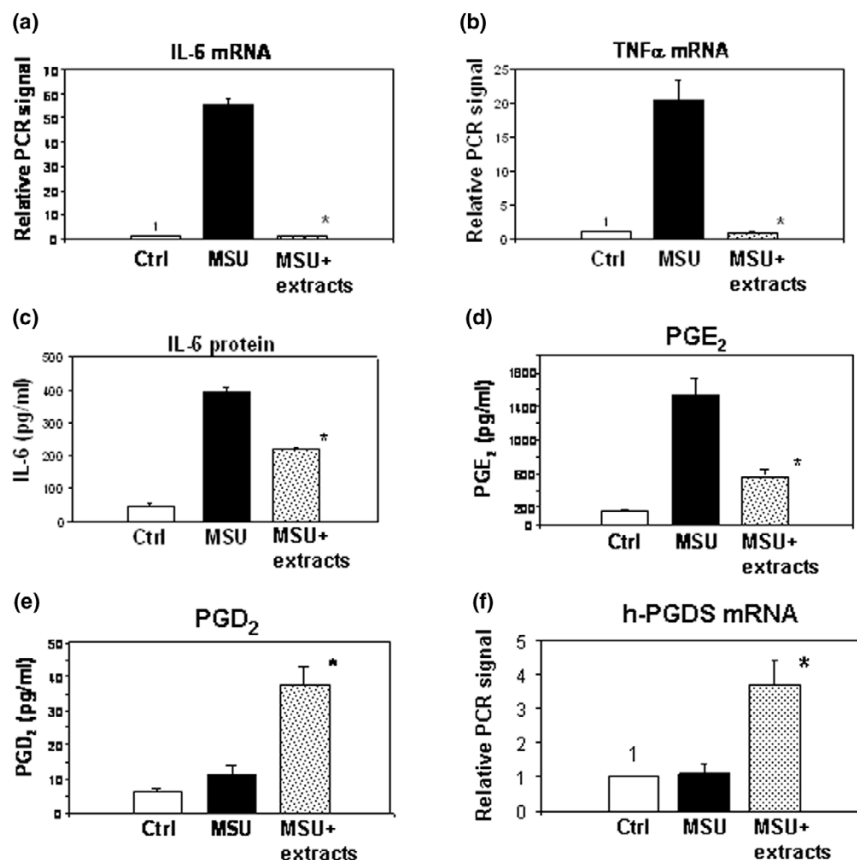 (a)
IL-6 mRNA
Relative PCR signal
70
60
50
40
30
20
10
0
1
*
Ctrl MSU MSU+
extracts
(b)
TNFα mRNA
Relative PCR signal
25
20
15
10
5
0
1
*
Ctrl MSU MSU+
extracts
(c)
IL-6 protein
IL-6 (pg/ml)
500
400
300
200
100
0
*
Ctrl MSU MSU+
extracts
(d)
PGE₂
PGE₂ (pg/ml)
1800
1400
1000
600
200
0
*
Ctrl MSU MSU+
extracts
(e)
PGD₂
PGD₂ (pg/ml)
50
40
30
20
10
0
*
Ctrl MSU MSU+
extracts
(f)
h-PGDS mRNA
Relative PCR signal
5
4
3
2
1
0
1
*
Ctrl MSU MSU+
extracts